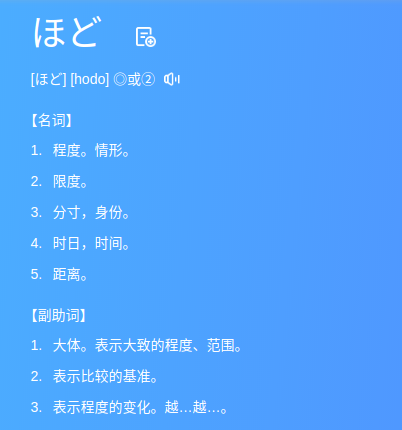 ほど
[ほど] [hodo] ◎或②
【名词】
1. 程度。情形。
2. 限度。
3. 分寸，身份。
4. 时日，时间。
5. 距离。
【副助词】
1. 大体。表示大致的程度、范围。
2. 表示比较的基准。
3. 表示程度的变化。越…越…。